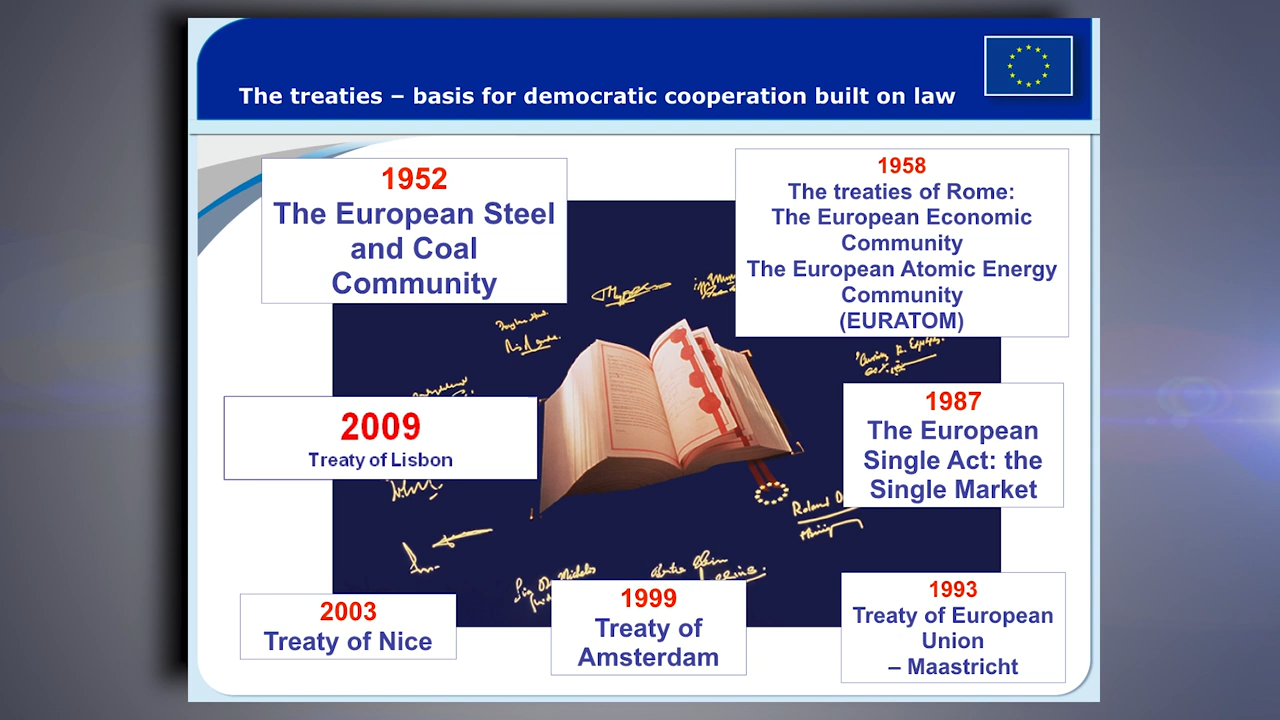 The treaties – basis for democratic cooperation built on law
1952
The European Steel
and Coal
Community
1958
The treaties of Rome:
The European Economic
Community
The European Atomic Energy
Community
(EURATOM)
2009
Treaty of Lisbon
1987
The European
Single Act: the
Single Market
2003
Treaty of Nice
1999
Treaty of
Amsterdam
1993
Treaty of European
Union
– Maastricht